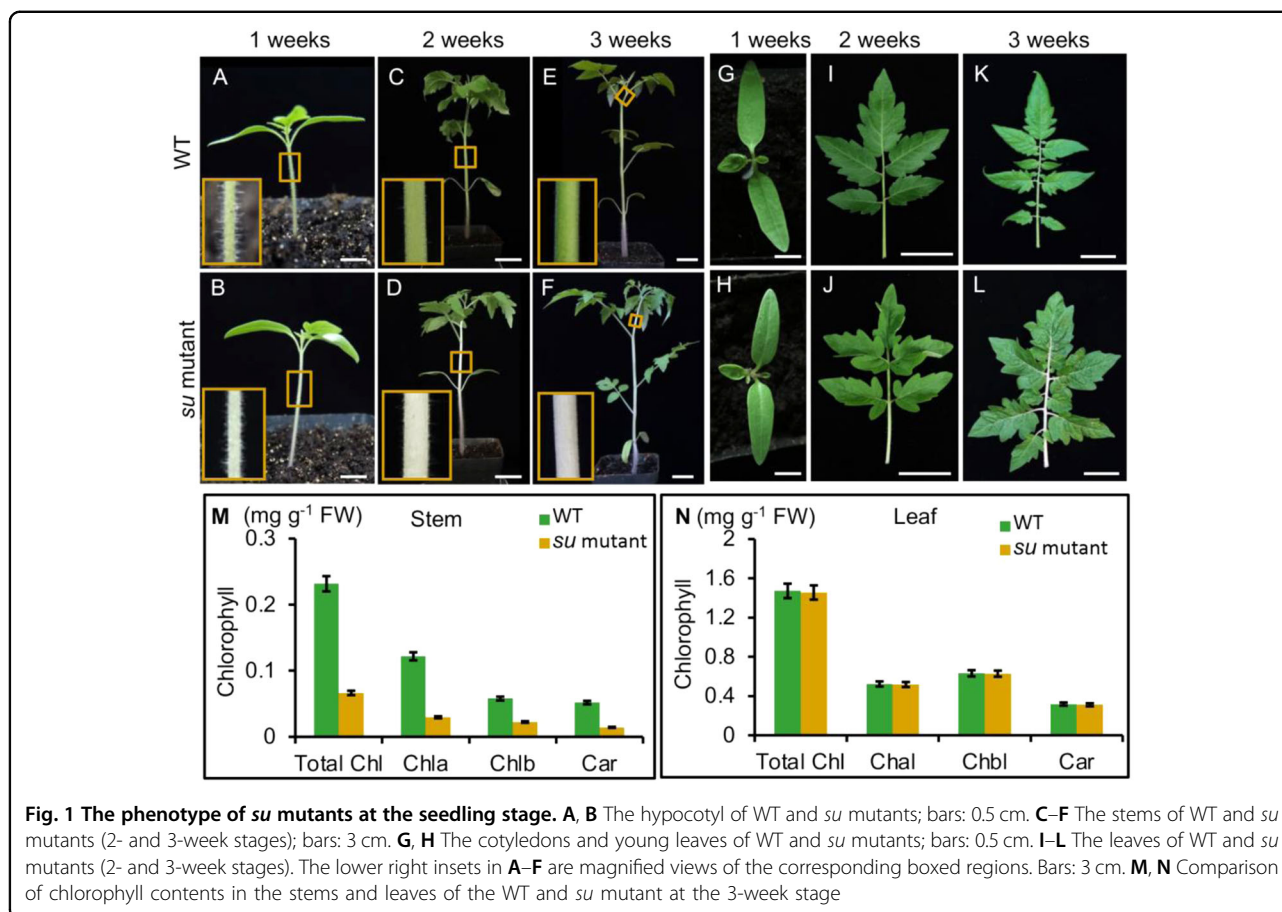 1 weeks 2 weeks 3 weeks 1 weeks 2 weeks 3 weeks
WT
A C E G I K
su mutant
B D F H J L
M (mg g-1 FW) Stem
WT
su mutant
Chlorophyll
0.3
0.2
0.1
0
Total Chl Chla Chlb Car
N (mg g-1 FW) Leaf
WT
su mutant
Chlorophyll
2
1.6
1.2
0.8
0.4
0
Total Chl Chal Chbl Car
Fig. 1 The phenotype of su mutants at the seedling stage. A, B The hypocotyl of WT and su mutants; bars: 0.5 cm. C–F The stems of WT and su
mutants (2- and 3-week stages); bars: 3 cm. G, H The cotyledons and young leaves of WT and su mutants; bars: 0.5 cm. I–L The leaves of WT and su
mutants (2- and 3-week stages). The lower right insets in A–F are magnified views of the corresponding boxed regions. Bars: 3 cm. M, N Comparison
of chlorophyll contents in the stems and leaves of the WT and su mutant at the 3-week stage